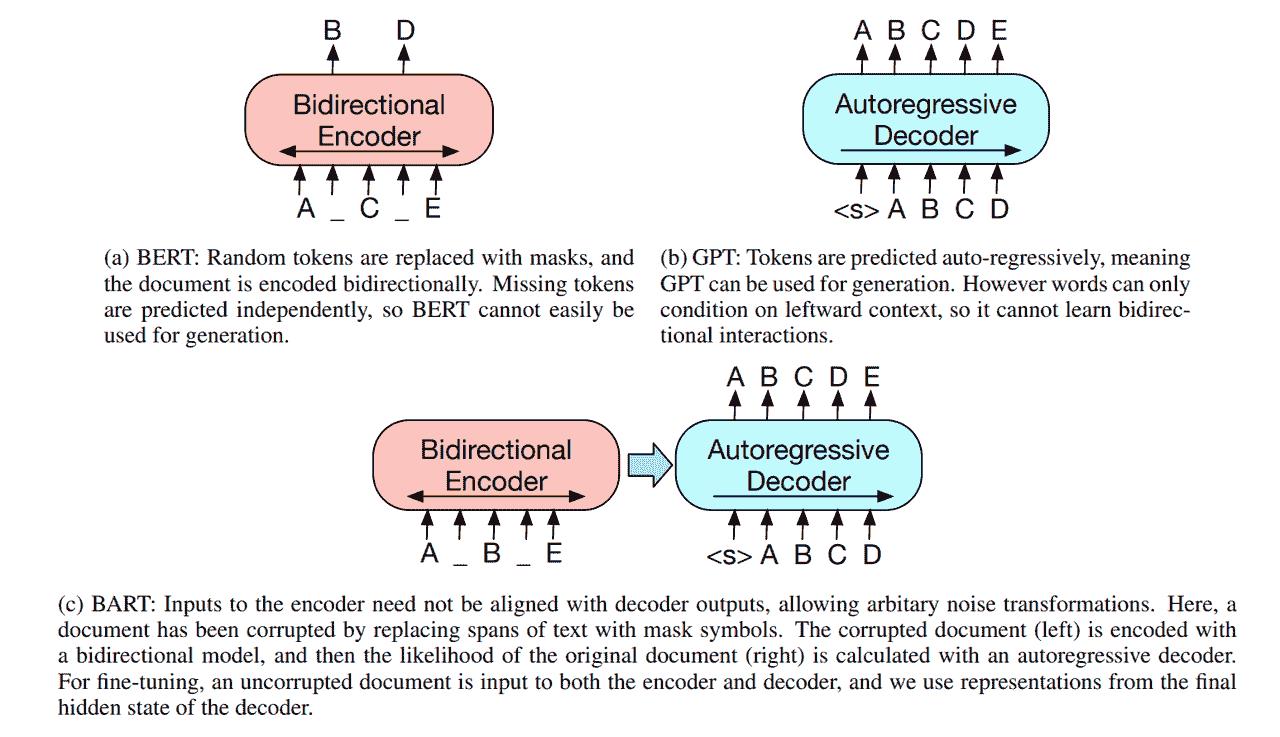 B D
Bidirectional
Encoder
A _ C _ E
(a) BERT: Random tokens are replaced with masks, and
the document is encoded bidirectionally. Missing tokens
are predicted independently, so BERT cannot easily be
used for generation.
A B C D E
Autoregressive
Decoder
<s> A B C D
(b) GPT: Tokens are predicted auto-regressively, meaning
GPT can be used for generation. However words can only
condition on leftward context, so it cannot learn bidirec-
tional interactions.
Bidirectional
Encoder
A _ B _ E
A B C D E
Autoregressive
Decoder
<s> A B C D
(c) BART: Inputs to the encoder need not be aligned with decoder outputs, allowing arbitary noise transformations. Here, a
document has been corrupted by replacing spans of text with mask symbols. The corrupted document (left) is encoded with
a bidirectional model, and then the likelihood of the original document (right) is calculated with an autoregressive decoder.
For fine-tuning, an uncorrupted document is input to both the encoder and decoder, and we use representations from the final
hidden state of the decoder.